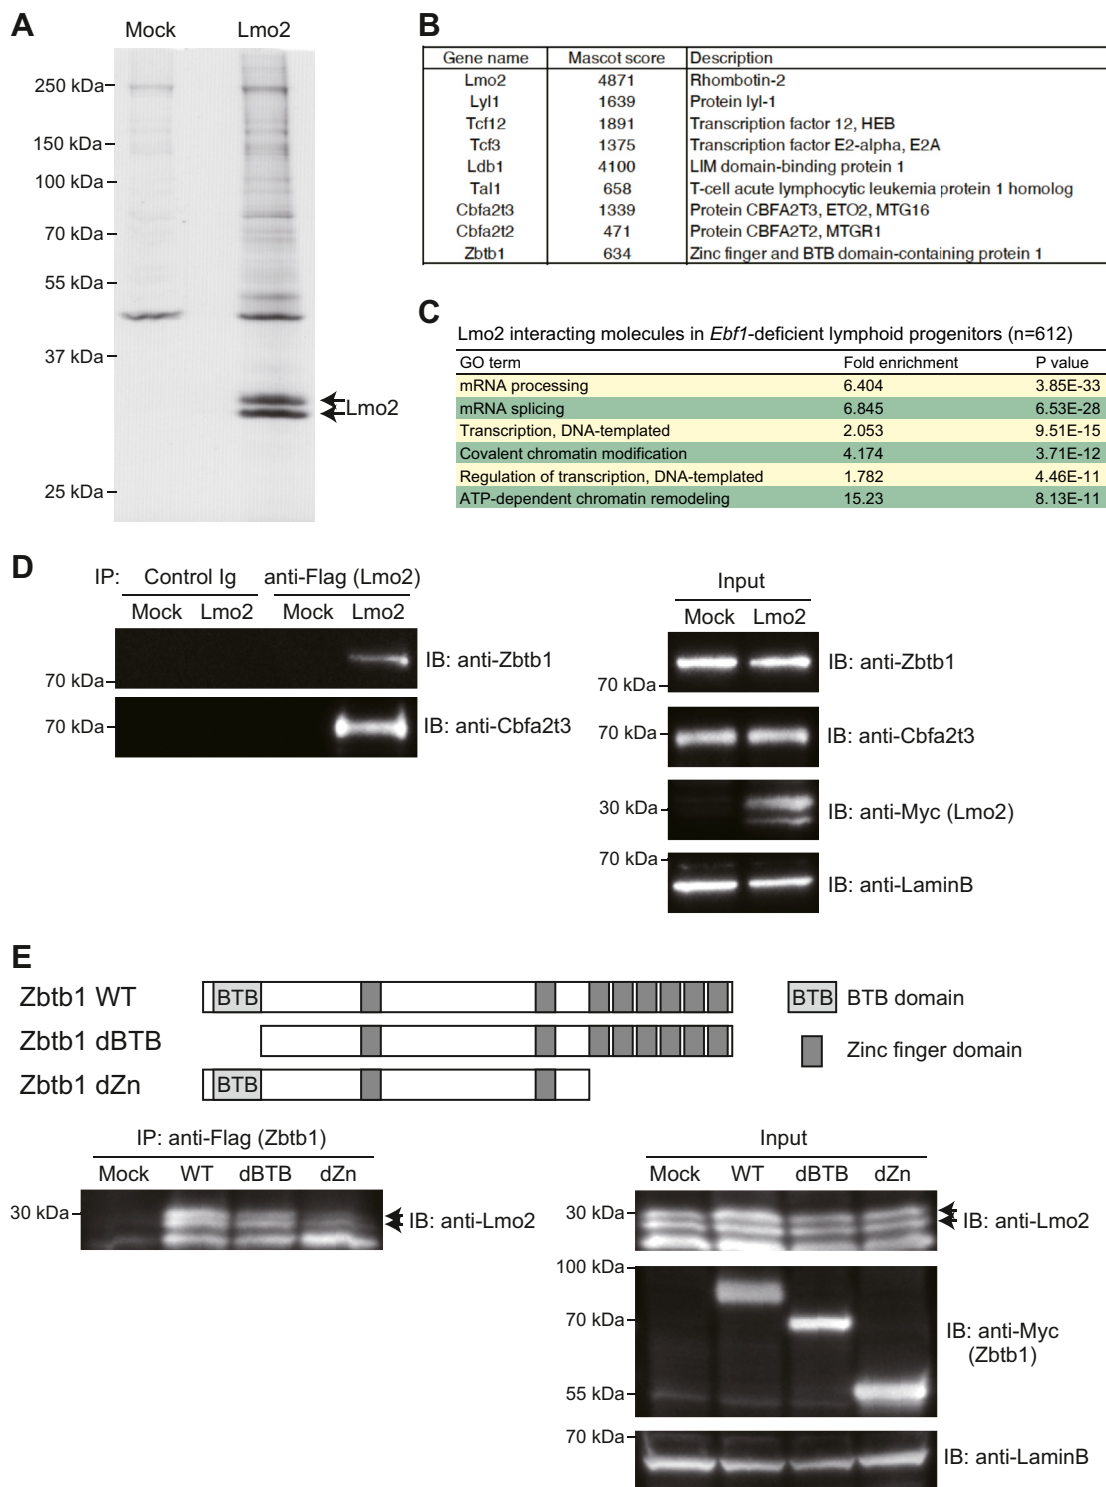 A
Mock Lmo2
250 kDa
150 kDa
100 kDa
70 kDa
55 kDa
37 kDa
25 kDa
Lmo2
B
Gene name Mascot score Description
Lmo2 4871 Rhombotin-2
Lyl1 1639 Protein lyl-1
Tcf12 1891 Transcription factor 12, HEB
Tcf3 1375 Transcription factor E2-alpha, E2A
Ldb1 4100 LIM domain-binding protein 1
Tal1 658 T-cell acute lymphocytic leukemia protein 1 homolog
Cbfa2t3 1339 Protein CBFA2T3, ETO2, MTG16
Cbfa2t2 471 Protein CBFA2T2, MTGR1
Zbtb1 634 Zinc finger and BTB domain-containing protein 1
C
Lmo2 interacting molecules in Ebf1-deficient lymphoid progenitors (n=612)
GO term Fold enrichment P value
mRNA processing 6.404 3.85E-33
mRNA splicing 6.845 6.53E-28
Transcription, DNA-templated 2.053 9.51E-15
Covalent chromatin modification 4.174 3.71E-12
Regulation of transcription, DNA-templated 1.782 4.46E-11
ATP-dependent chromatin remodeling 15.23 8.13E-11
D
IP: Control Ig anti-Flag (Lmo2)
Mock Lmo2 Mock Lmo2
70 kDa IB: anti-Zbtb1
70 kDa IB: anti-Cbfa2t3
Input
Mock Lmo2
70 kDa IB: anti-Zbtb1
70 kDa IB: anti-Cbfa2t3
30 kDa IB: anti-Myc (Lmo2)
70 kDa IB: anti-LaminB
E
Zbtb1 WT BTB
Zbtb1 dBTB
Zbtb1 dZn BTB
BTB BTB domain
Zinc finger domain
IP: anti-Flag (Zbtb1)
Mock WT dBTB dZn
30 kDa IB: anti-Lmo2
Input
Mock WT dBTB dZn
30 kDa IB: anti-Lmo2
100 kDa
70 kDa
55 kDa
IB: anti-Myc
(Zbtb1)
70 kDa IB: anti-LaminB